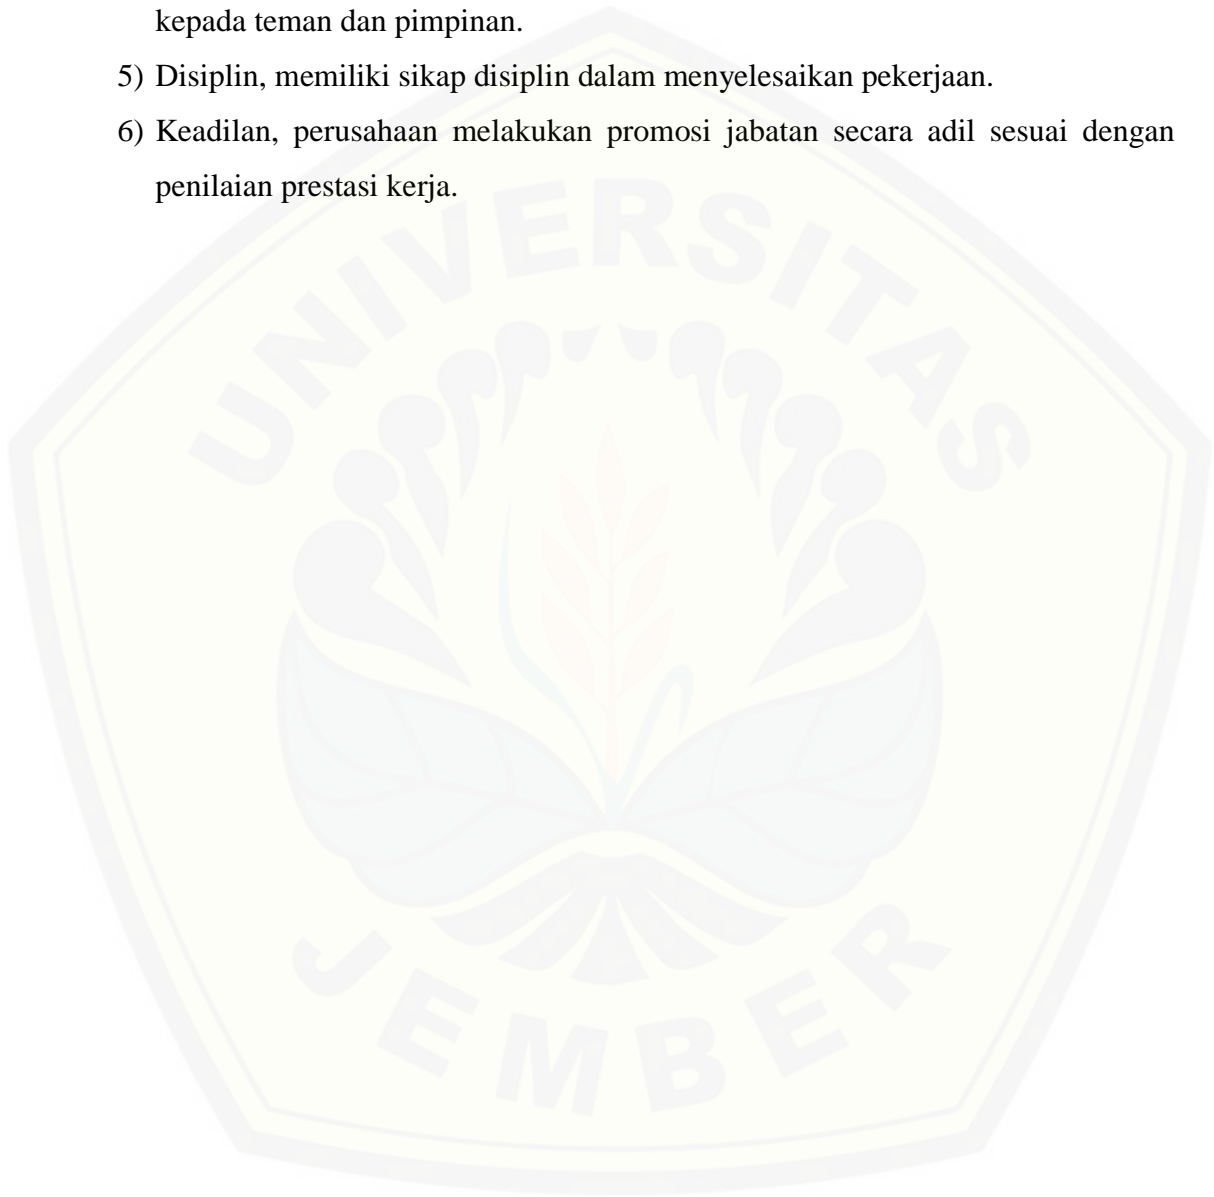 kepada teman dan pimpinan.
5) Disiplin, memiliki sikap disiplin dalam menyelesaikan pekerjaan.
6) Keadilan, perusahaan melakukan promosi jabatan secara adil sesuai dengan
penilaian prestasi kerja.
UNIVERSITAS
JEMBER